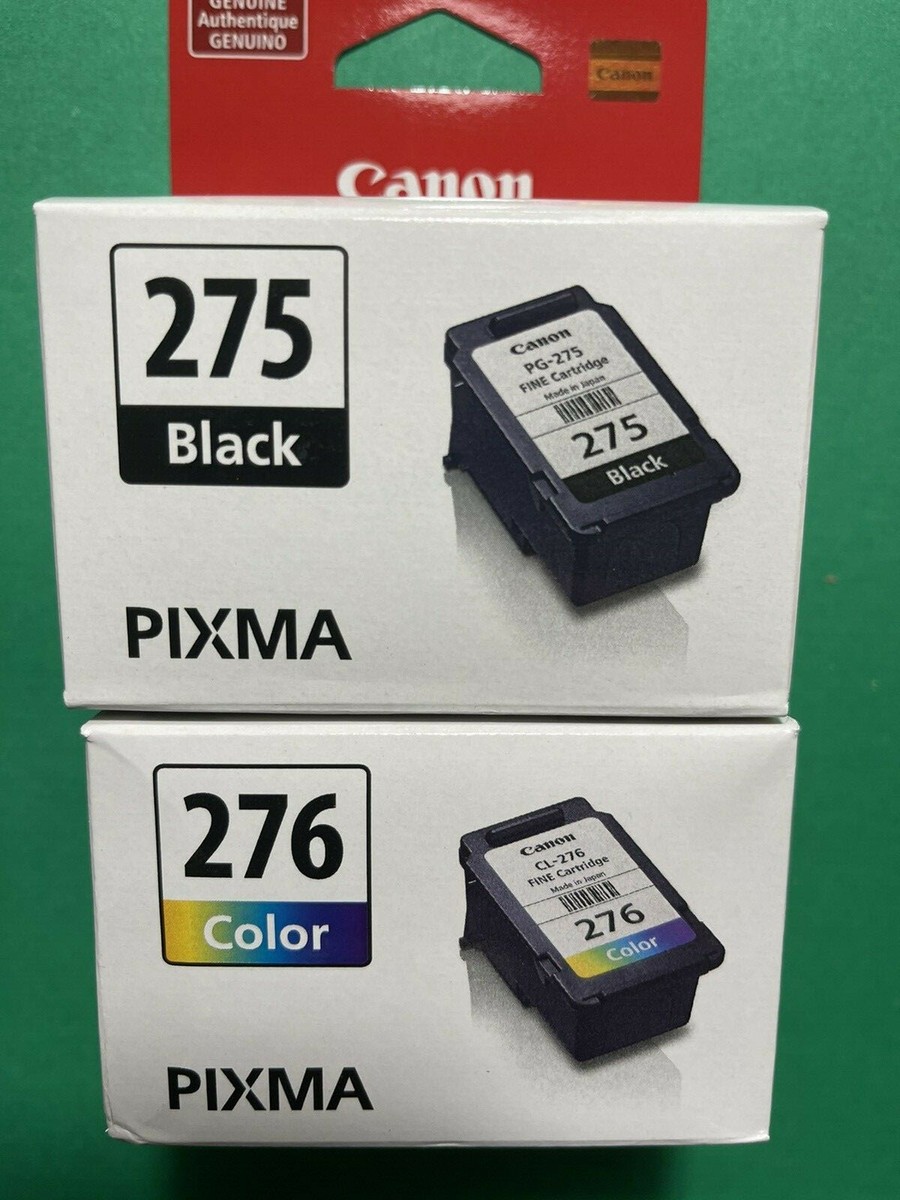 GENUINE
Authentique
GENUINO
Canon
Canon
275
Black
Canon
PG-275
FINE Cartridge
Made in Japan
275
Black
PIXMA
276
Color
Canon
CL-276
FINE Cartridge
Made in Japan
276
Color
PIXMA